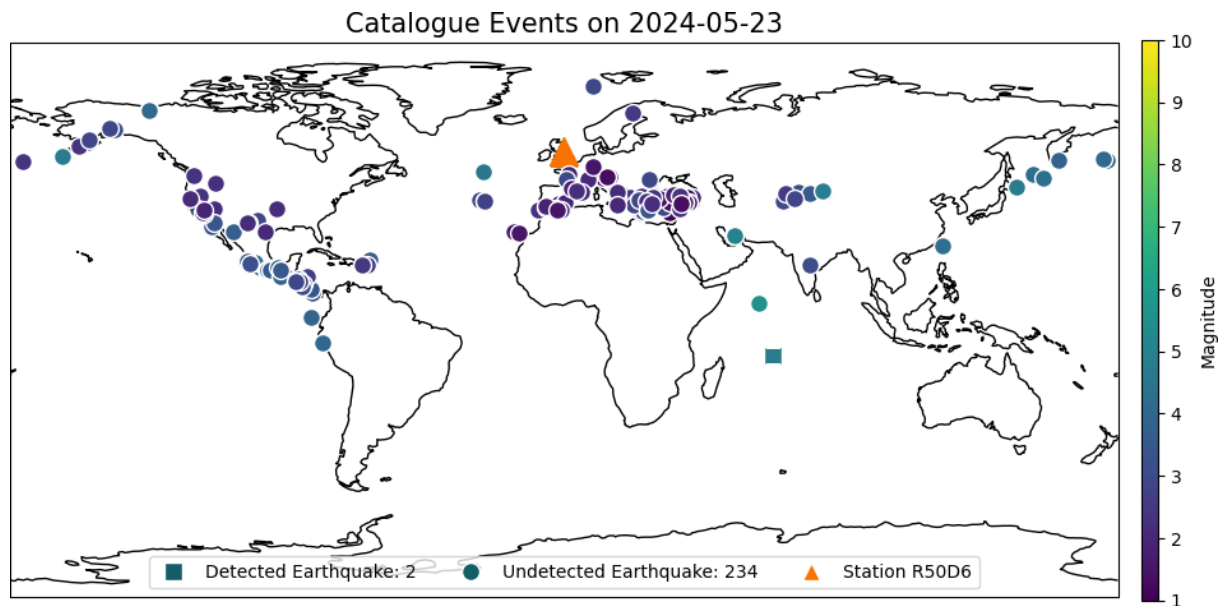 Catalogue Events on 2024-05-23
10
9
8
7
6
5
4
3
2
1
Magnitude
Detected Earthquake: 2
Undetected Earthquake: 234
Station R50D6